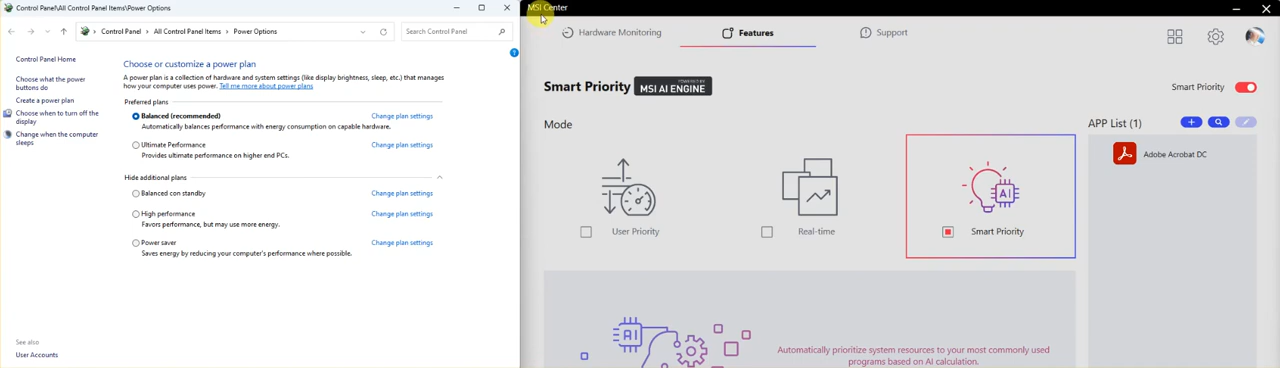 Control Panel\All Control Panel Items\Power Options
Control Panel > All Control Panel Items > Power Options
Search Control Panel
Control Panel Home
Choose what the power
buttons do
Create a power plan
Choose when to turn off the
display
Change when the computer
sleeps
See also
User Accounts
Choose or customize a power plan
A power plan is a collection of hardware and system settings (like display brightness, sleep, etc.) that manages
how your computer uses power. Tell me more about power plans
Preferred plans
Balanced (recommended) Change plan settings
Automatically balances performance with energy consumption on capable hardware.
Ultimate Performance Change plan settings
Provides ultimate performance on higher end PCs.
Hide additional plans
Balanced con standby Change plan settings
High performance Change plan settings
Favors performance, but may use more energy.
Power saver Change plan settings
Saves energy by reducing your computer's performance where possible.
MSI Center
Hardware Monitoring
Features
Support
Smart Priority
POWERED BY
MSI AI ENGINE
Smart Priority
Mode
User Priority
Real-time
AI
Smart Priority
APP List (1)
Adobe Acrobat DC
AI
Automatically prioritize system resources to your most commonly used
programs based on AI calculation.